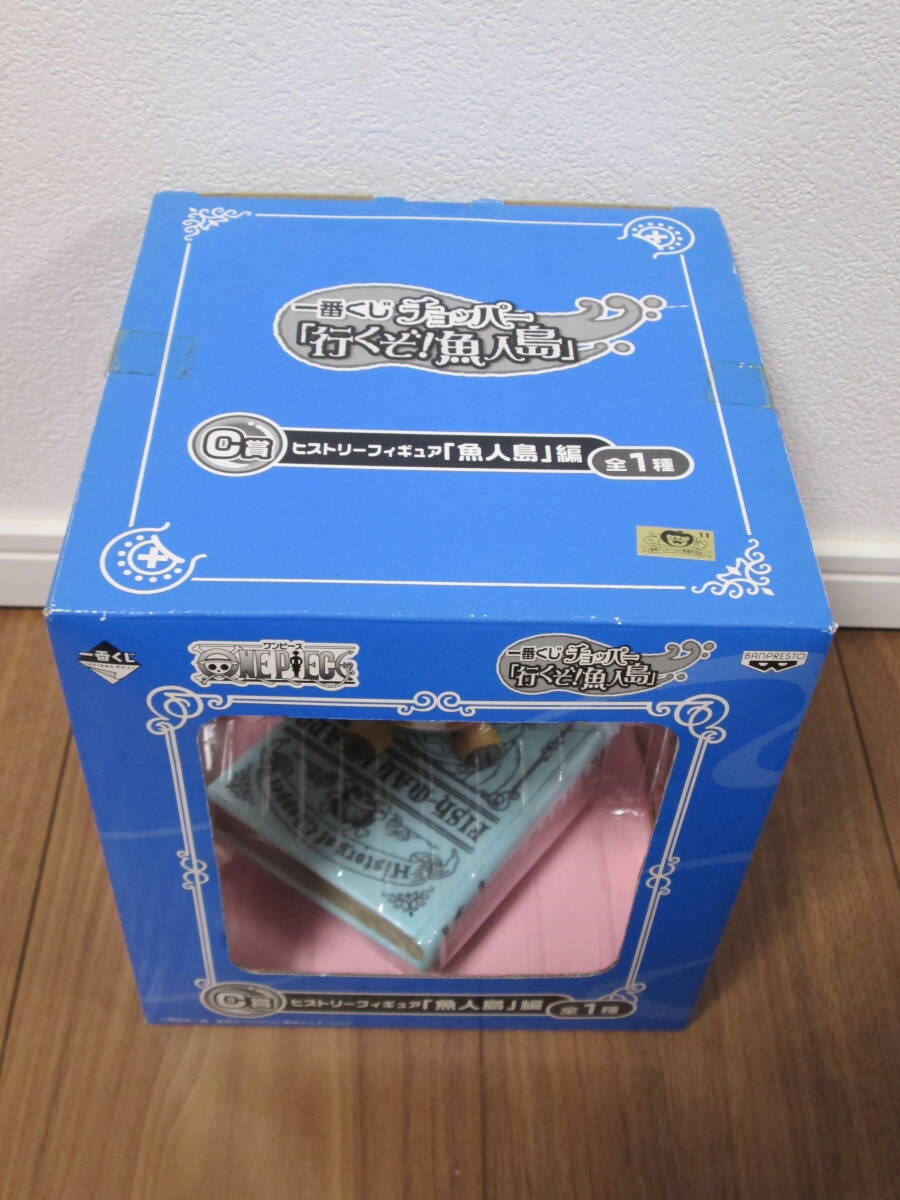 一番くじ チョッパー
「行くぞ!魚人島」
C賞 ヒストリーフィギュア「魚人島」編 全1種
11
一番くじ
ワンピース
ONE PIECE
一番くじ チョッパー
「行くぞ!魚人島」
BANPRESTO
FISH-MAN
History of
C賞 ヒストリーフィギュア「魚人島」編 全1種